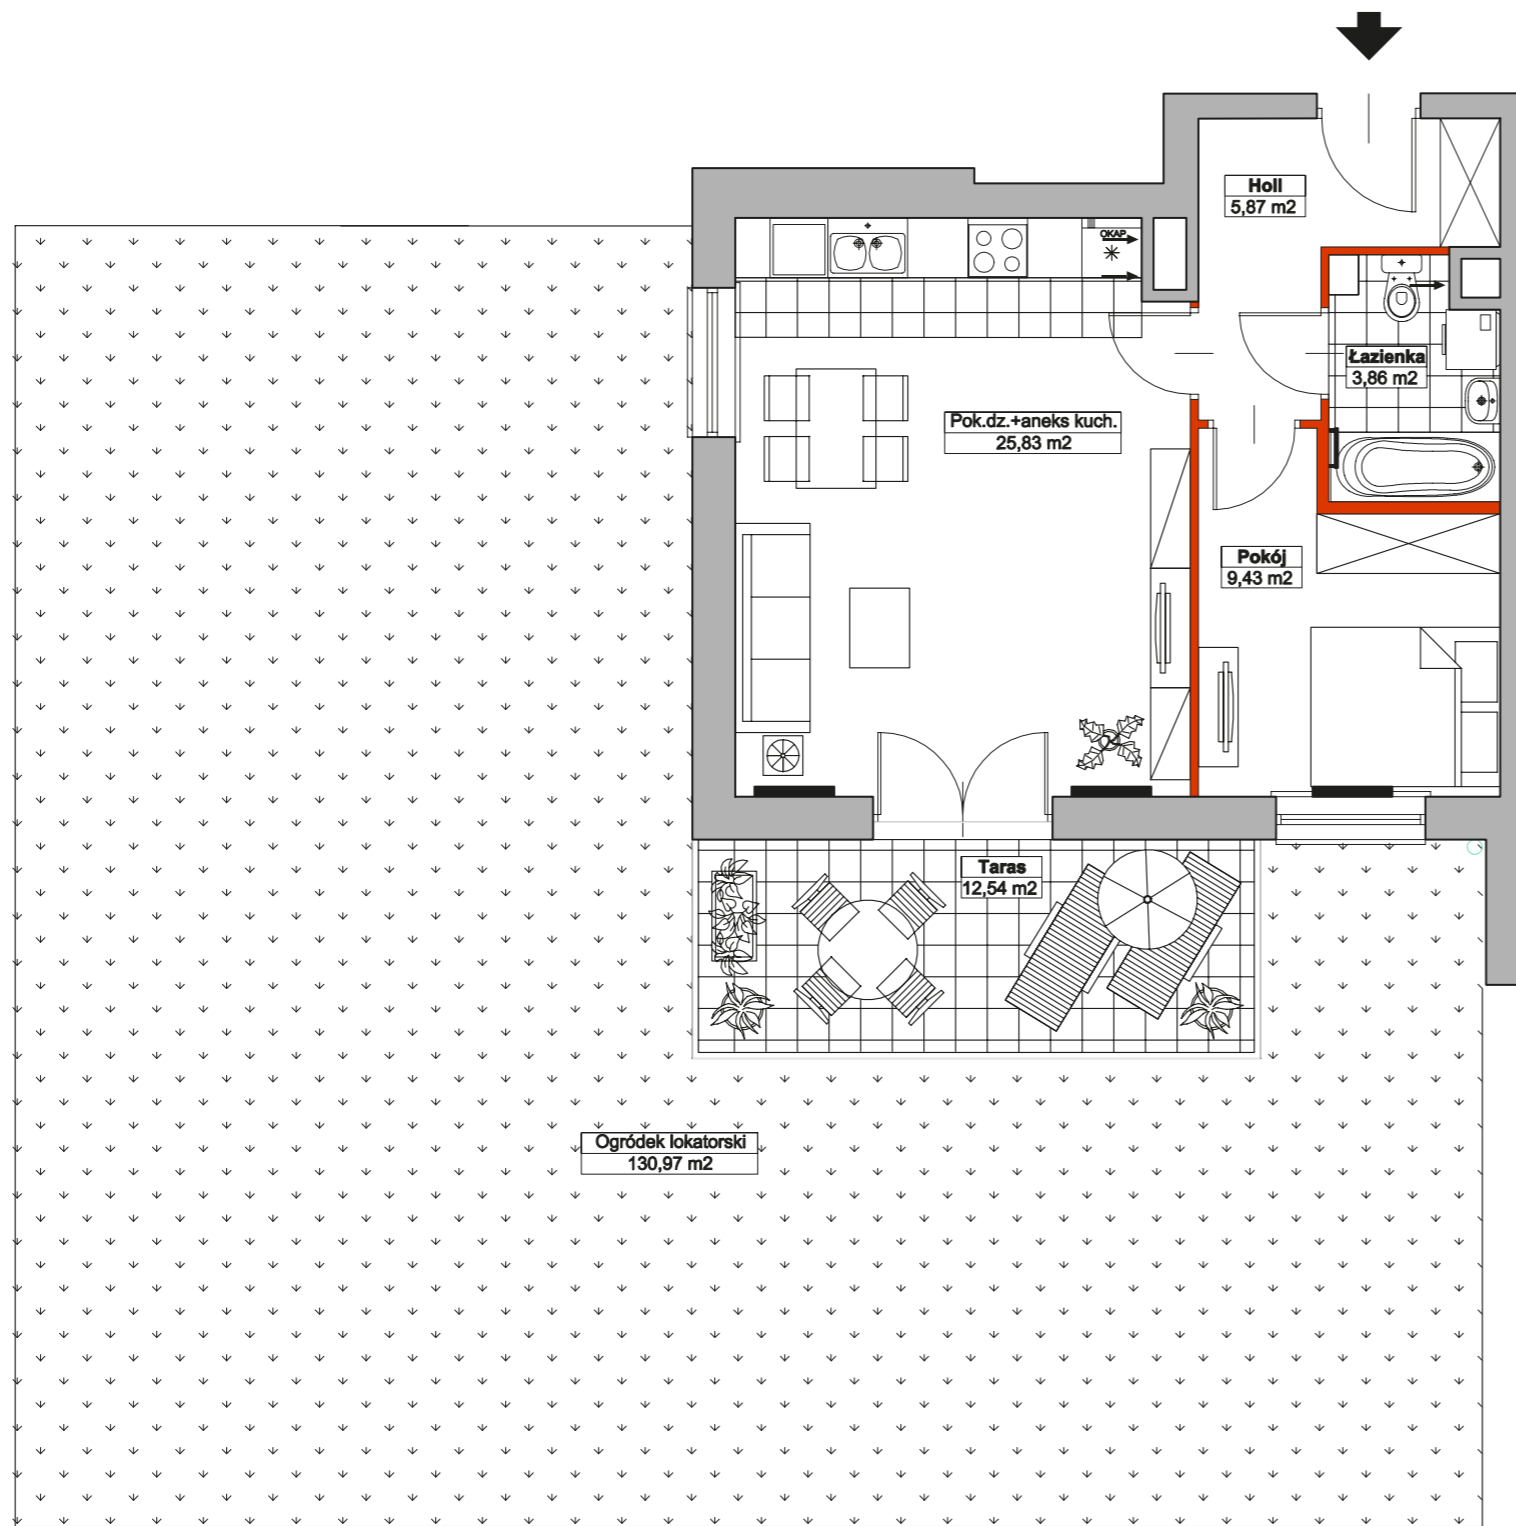 Holl
5,87 m2
OKAP
Łazienka
3,86 m2
Pok.dz.+aneks kuch.
25,83 m2
Pokój
9,43 m2
Taras
12,54 m2
Ogródek lokatorski
130,97 m2